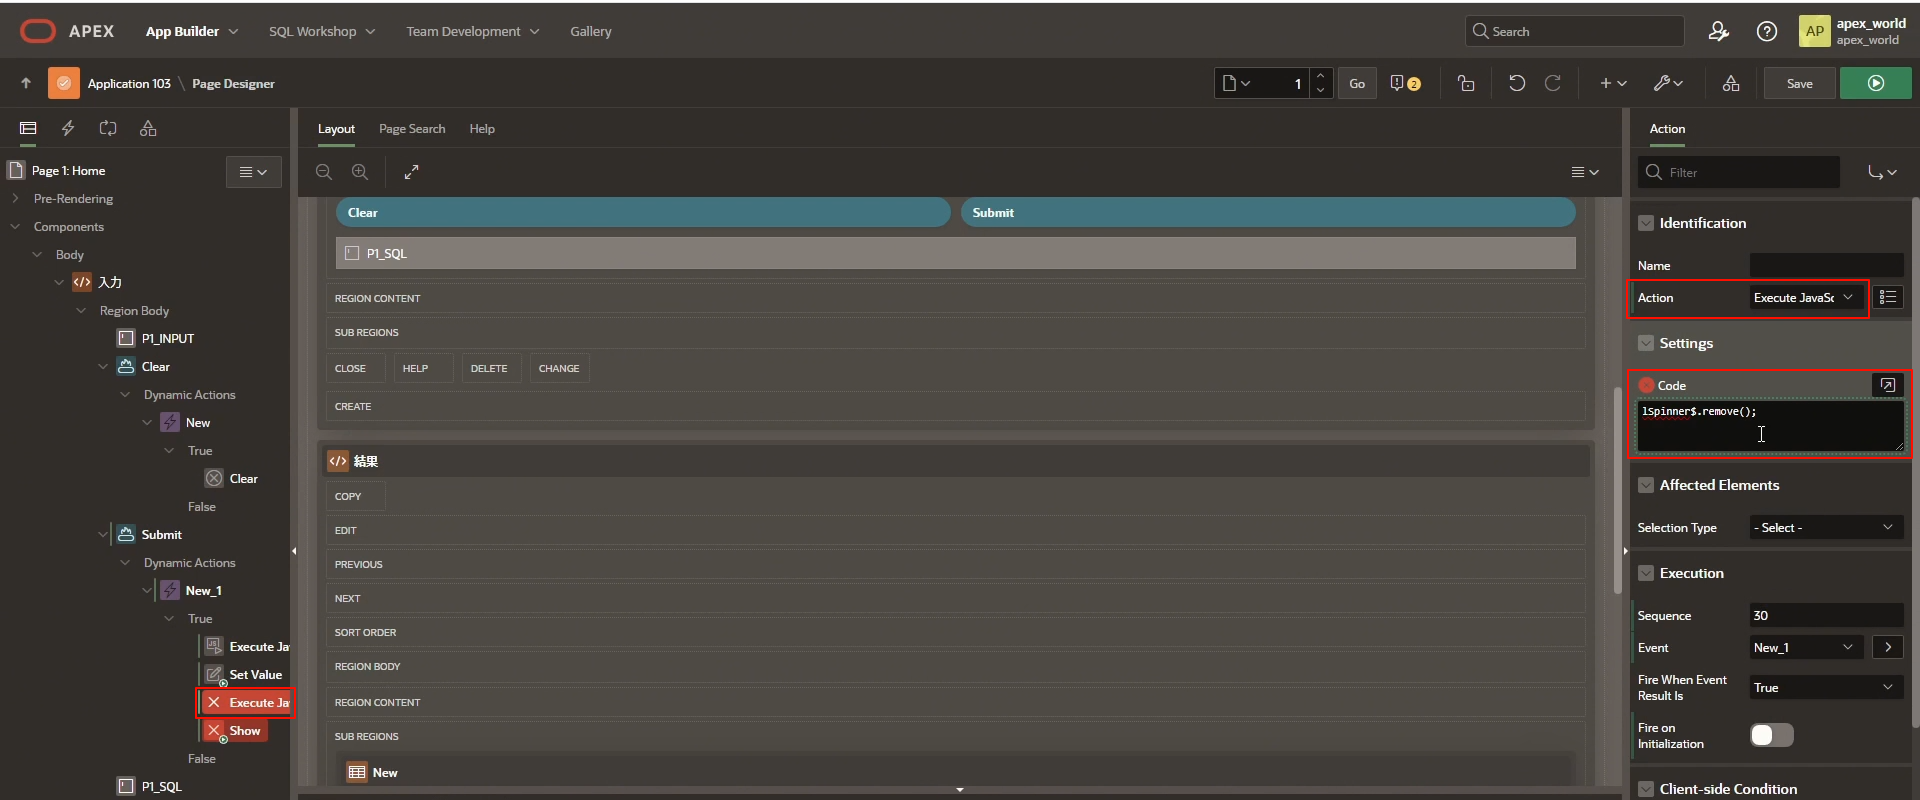 APEX
App Builder
SQL Workshop
Team Development
Gallery
Search
AP
apex_world
apex_world
Application 103 \ Page Designer
1
Go
2
Save
Page 1: Home
Pre-Rendering
Components
Body
入力
Region Body
P1_INPUT
Clear
Dynamic Actions
New
True
Clear
False
Submit
Dynamic Actions
New_1
True
Execute Ja
Set Value
Execute Ja
Show
False
P1_SQL
Layout
Page Search
Help
Clear
Submit
P1_SQL
REGION CONTENT
SUB REGIONS
CLOSE
HELP
DELETE
CHANGE
CREATE
結果
COPY
EDIT
PREVIOUS
NEXT
SORT ORDER
REGION BODY
REGION CONTENT
SUB REGIONS
New
Action
Filter
Identification
Name
Action
Execute JavaSc
Settings
Code
lSpinner$.remove();
Affected Elements
Selection Type
- Select -
Execution
Sequence
30
Event
New_1
Fire When Event
Result Is
True
Fire on
Initialization
Client-side Condition